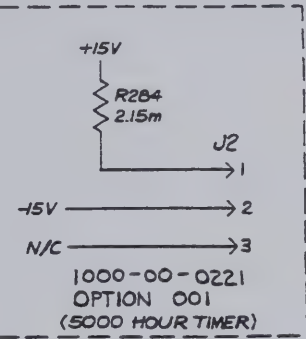 +15V
R284
2.15m
J2
1
-15V 2
N/C 3
1000-00-0221
OPTION 001
(5000 HOUR TIMER)